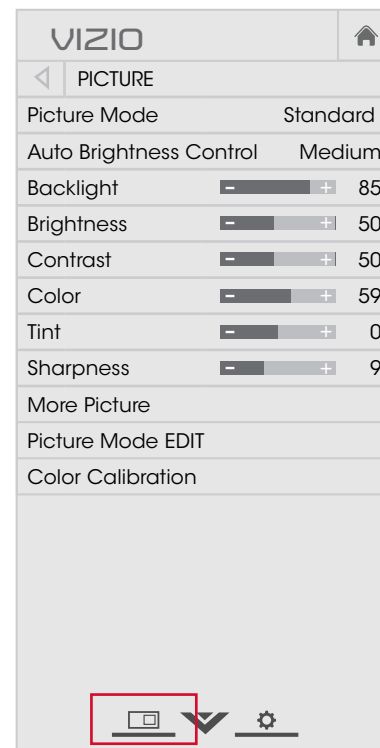 VIZIO
PICTURE
Picture Mode Standard
Auto Brightness Control Medium
Backlight - + 85
Brightness - + 50
Contrast - + 50
Color - + 59
Tint - + 0
Sharpness - + 9
More Picture
Picture Mode EDIT
Color Calibration